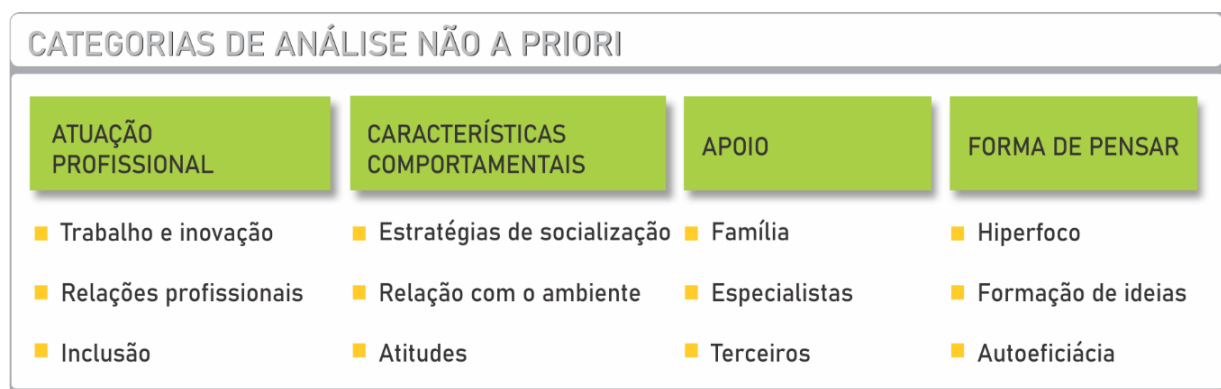 CATEGORIAS DE ANÁLISE NÃO A PRIORI
ATUAÇÃO
PROFISSIONAL
Trabalho e inovação
Relações profissionais
Inclusão
CARACTERÍSTICAS
COMPORTAMENTAIS
Estratégias de socialização
Relação com o ambiente
Atitudes
APOIO
Família
Especialistas
Terceiros
FORMA DE PENSAR
Hiperfoco
Formação de ideias
Autoeficiácia